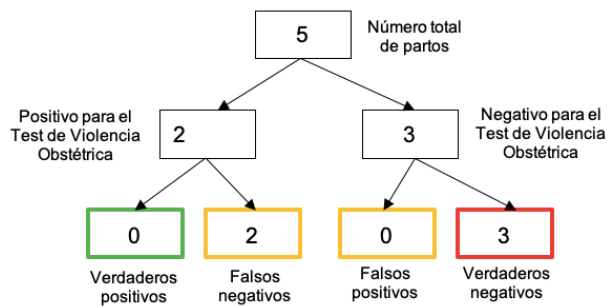 5
Número total
de partos
Positivo para el
Test de Violencia
Obstétrica
2
3
Negativo para el
Test de Violencia
Obstétrica
0
2
0
3
Verdaderos
positivos
Falsos
negativos
Falsos
positivos
Verdaderos
negativos